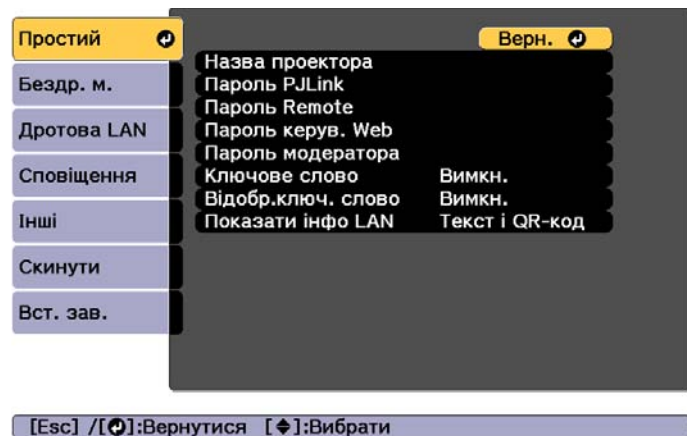 Простий
Верн.
Назва проектора
Бездр. м.
Пароль PJLink
Пароль Remote
Дротова LAN
Пароль керув. Web
Пароль модератора
Сповіщення
Ключове слово Вимкн.
Відобр.ключ. слово Вимкн.
Інші
Показати інфо LAN Текст і QR-код
Скинути
Вст. зав.
[Esc] /[]:Вернутися []:Вибрати